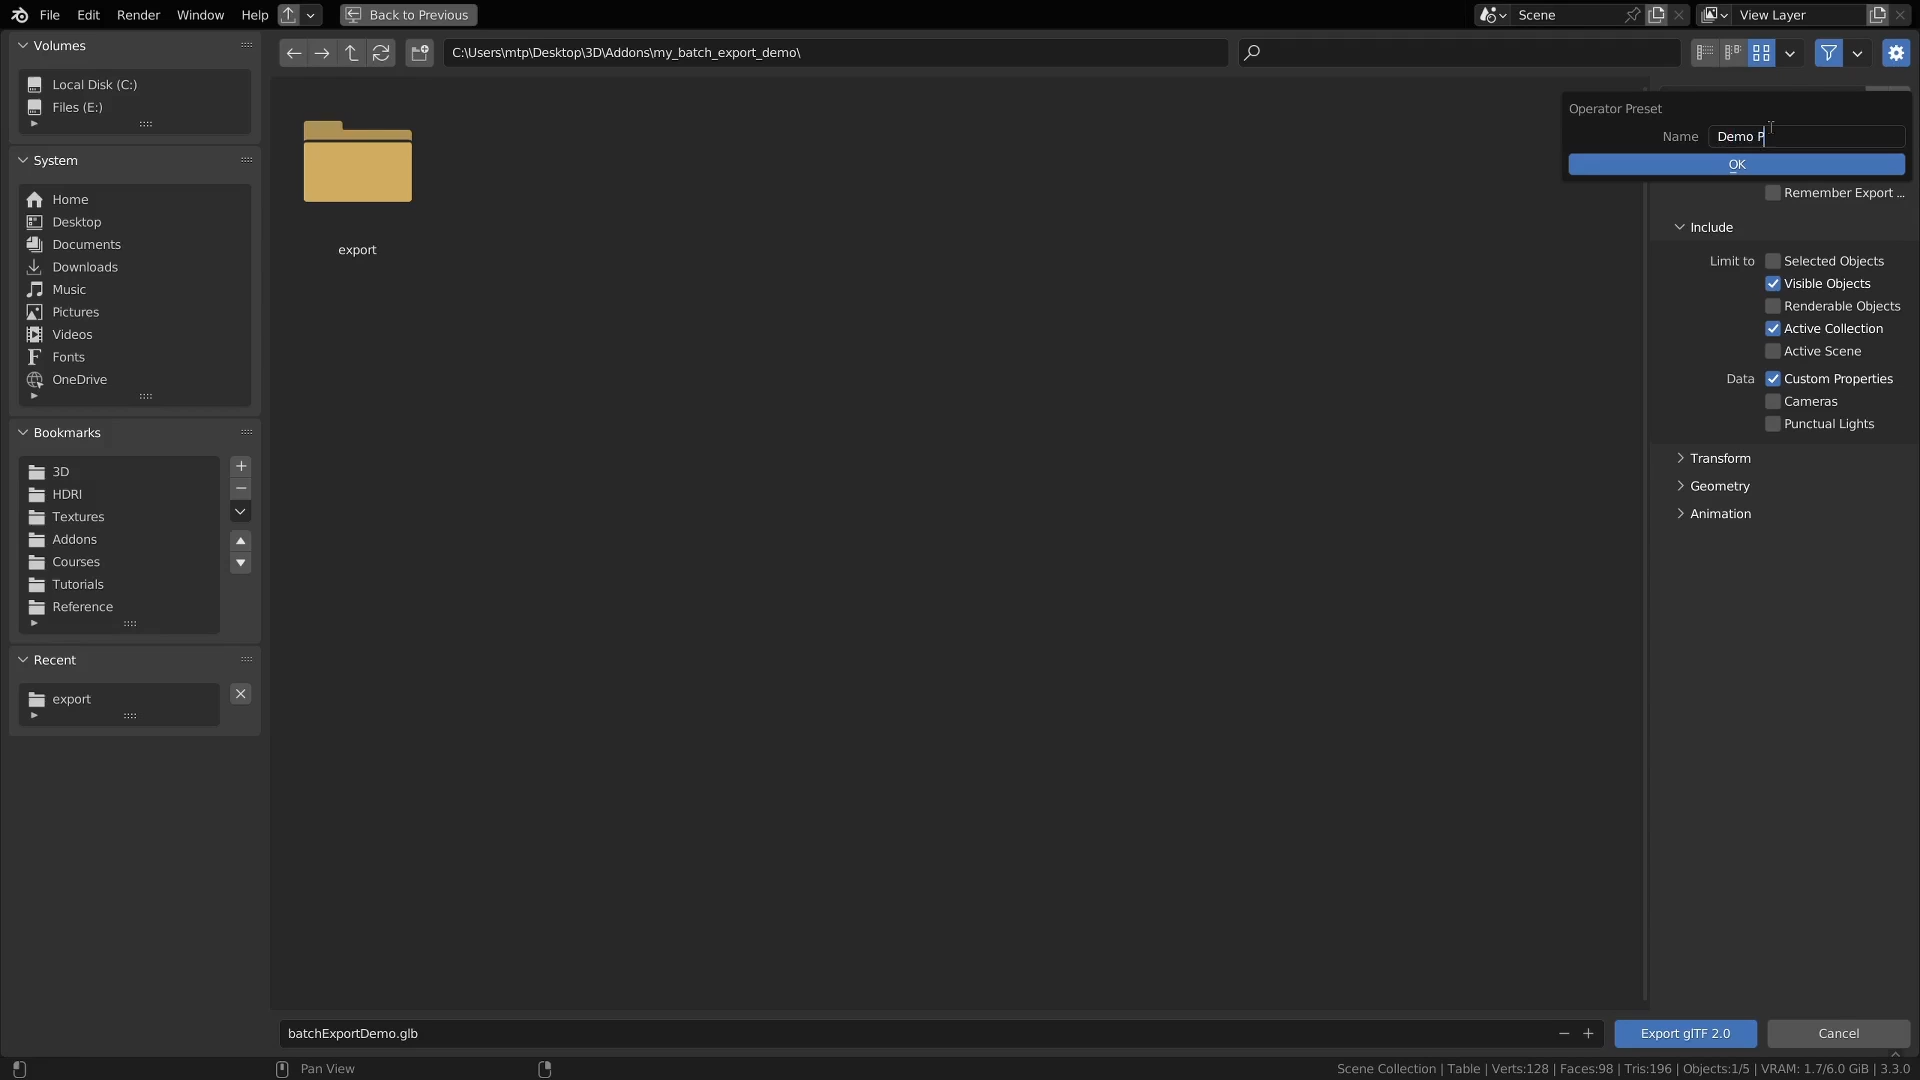 File Edit Render Window Help Back to Previous Scene View Layer
Volumes
Local Disk (C:)
Files (E:)
System
Home
Desktop
Documents
Downloads
Music
Pictures
Videos
Fonts
OneDrive
Bookmarks
3D
HDRI
Textures
Addons
Courses
Tutorials
Reference
Recent
export
C:\Users\mtp\Desktop\3D\Addons\my_batch_export_demo\
export
Operator Preset
Name Demo P
OK
Remember Export ...
Include
Limit to Selected Objects
Visible Objects
Renderable Objects
Active Collection
Active Scene
Data Custom Properties
Cameras
Punctual Lights
Transform
Geometry
Animation
batchExportDemo.glb
Export glTF 2.0 Cancel
Pan View
Scene Collection | Table | Verts:128 | Faces:98 | Tris:196 | Objects:1/5 | VRAM: 1.7/6.0 GiB | 3.3.0